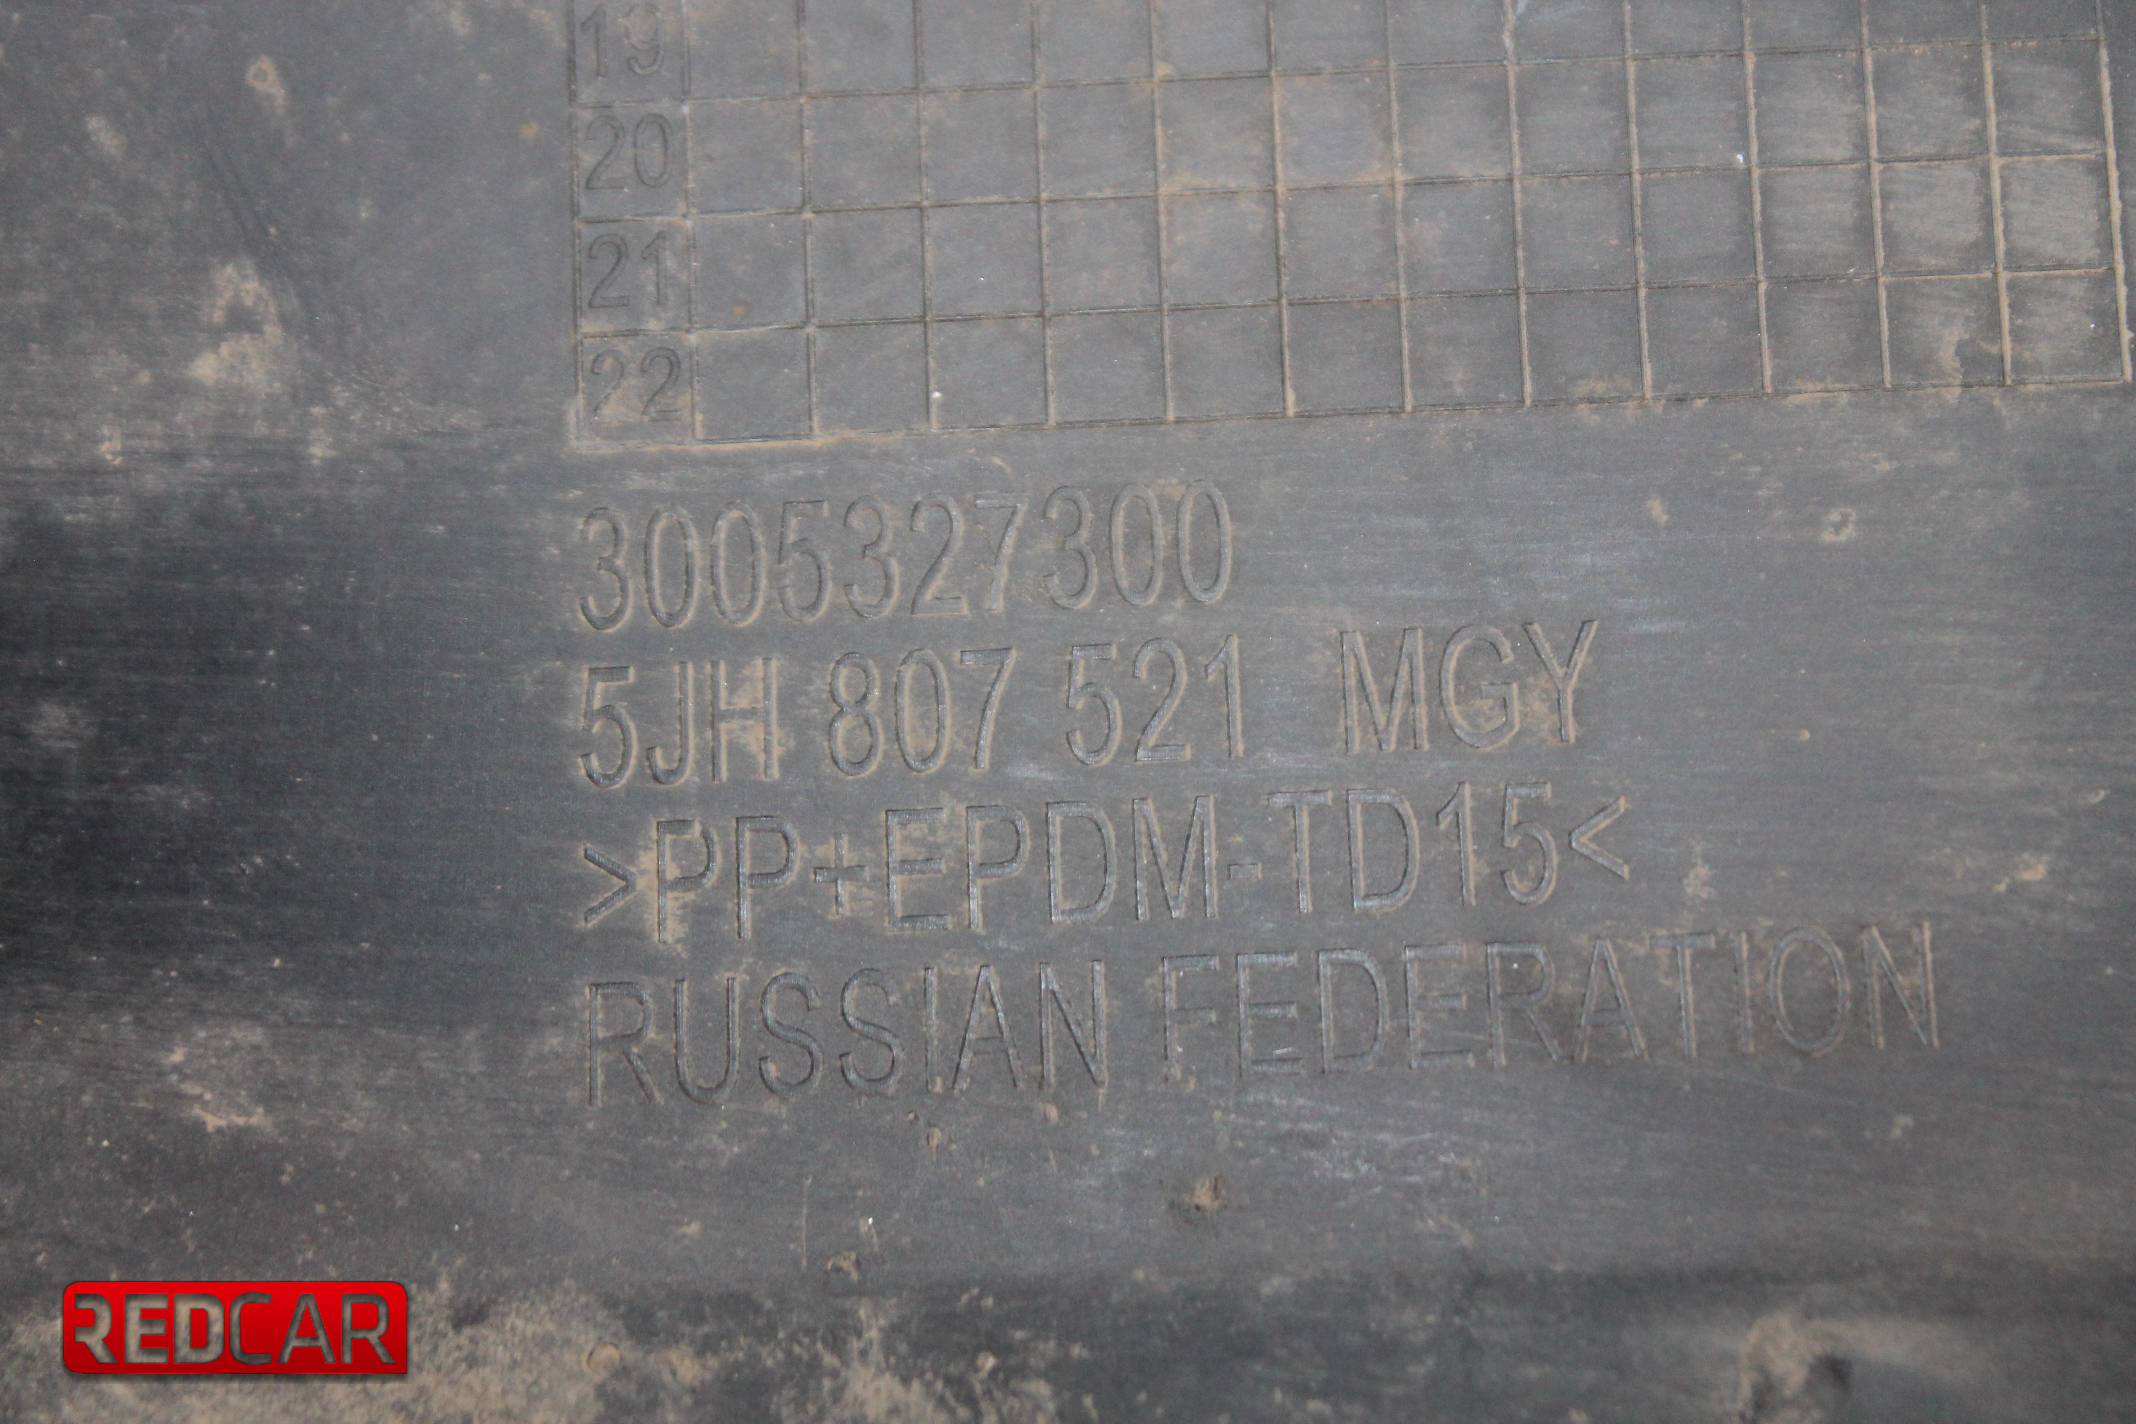 19
20
21
22
3005327300
5JH 807 521 MGY
>PP+EPDM-TD15<
RUSSIAN FEDERATION
REDCAR